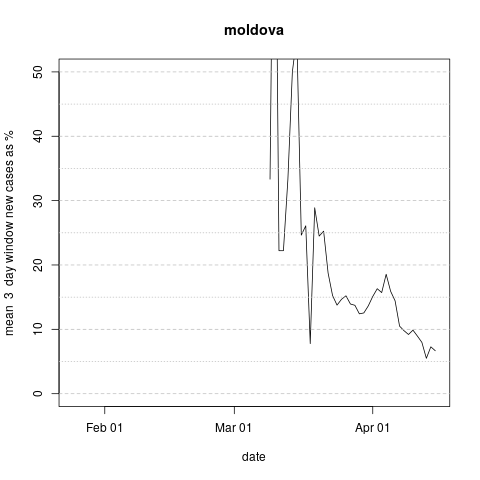 moldova
mean 3 day window new cases as %
50
40
30
20
10
0
Feb 01
Mar 01
Apr 01
date